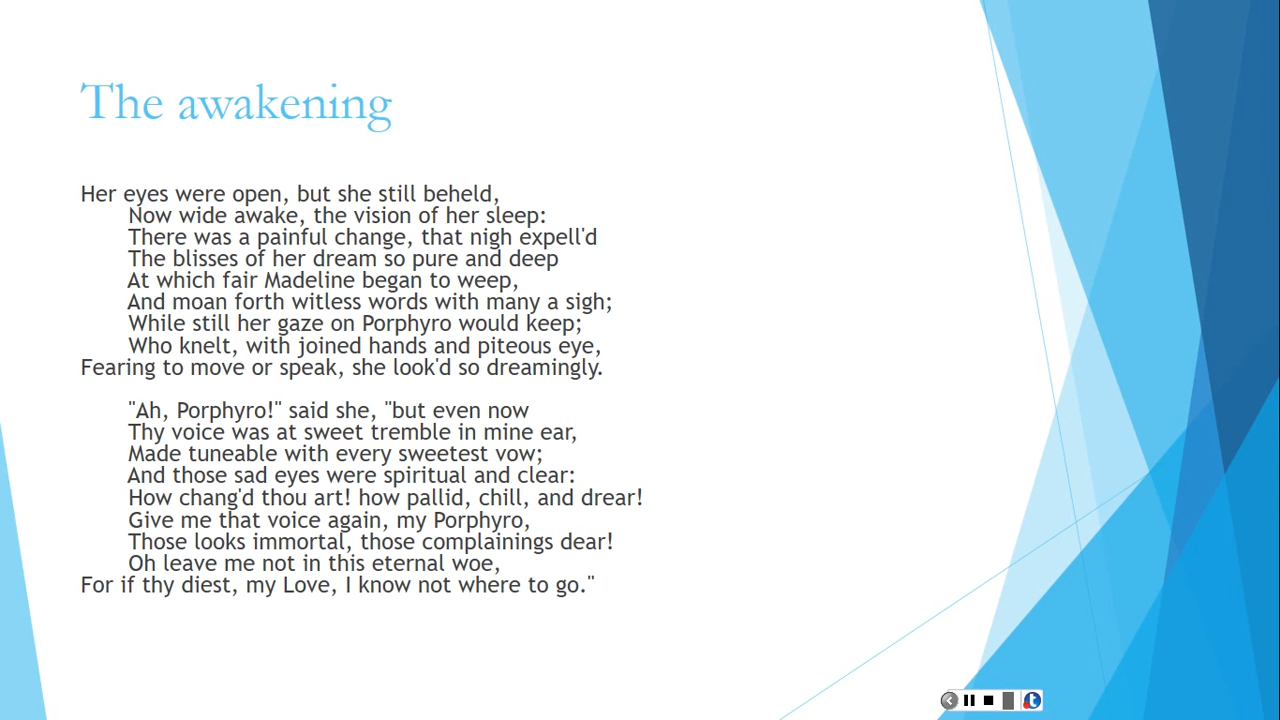 The awakening
Her eyes were open, but she still beheld,
Now wide awake, the vision of her sleep:
There was a painful change, that nigh expell'd
The blisses of her dream so pure and deep
At which fair Madeline began to weep,
And moan forth witless words with many a sigh;
While still her gaze on Porphyro would keep;
Who knelt, with joined hands and piteous eye,
Fearing to move or speak, she look'd so dreamingly.
"Ah, Porphyro!" said she, "but even now
Thy voice was at sweet tremble in mine ear,
Made tuneable with every sweetest vow;
And those sad eyes were spiritual and clear:
How chang'd thou art! how pallid, chill, and drear!
Give me that voice again, my Porphyro,
Those looks immortal, those complainings dear!
Oh leave me not in this eternal woe,
For if thy diest, my Love, I know not where to go."
t